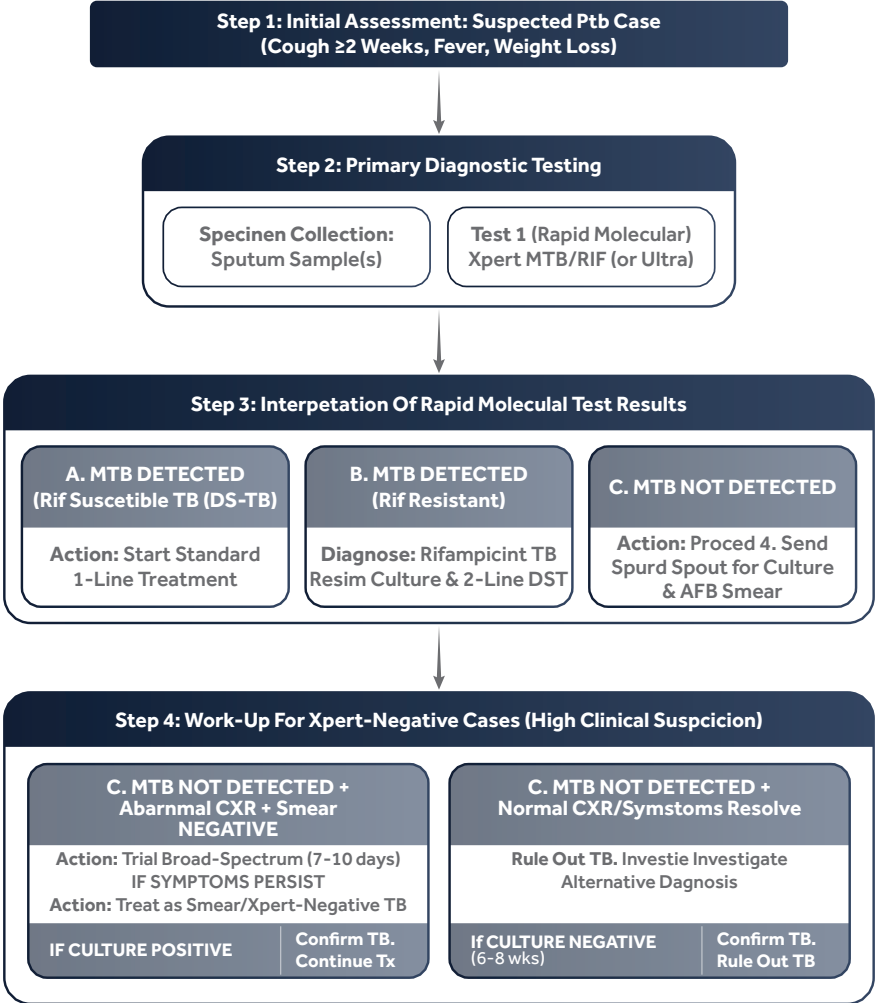 Step 1: Initial Assessment: Suspected Ptb Case
(Cough ≥2 Weeks, Fever, Weight Loss)
Step 2: Primary Diagnostic Testing
Specinen Collection:
Sputum Sample(s)
Test 1 (Rapid Molecular)
Xpert MTB/RIF (or Ultra)
Step 3: Interpetation Of Rapid Moleculal Test Results
A. MTB DETECTED
(Rif Suscetible TB (DS-TB)
Action: Start Standard
1-Line Treatment
B. MTB DETECTED
(Rif Resistant)
Diagnose: Rifampicint TB
Resim Culture & 2-Line DST
C. MTB NOT DETECTED
Action: Proced 4. Send
Spurd Spout for Culture
& AFB Smear
Step 4: Work-Up For Xpert-Negative Cases (High Clinical Suspcicion)
C. MTB NOT DETECTED +
Abarnmal CXR + Smear
NEGATIVE
Action: Trial Broad-Spectrum (7-10 days)
IF SYMPTOMS PERSIST
Action: Treat as Smear/Xpert-Negative TB
IF CULTURE POSITIVE
Confirm TB.
Continue Tx
C. MTB NOT DETECTED +
Normal CXR/Symstoms Resolve
Rule Out TB. Investie Investigate
Alternative Dagnosis
If CULTURE NEGATIVE
(6-8 wks)
Confirm TB.
Rule Out TB